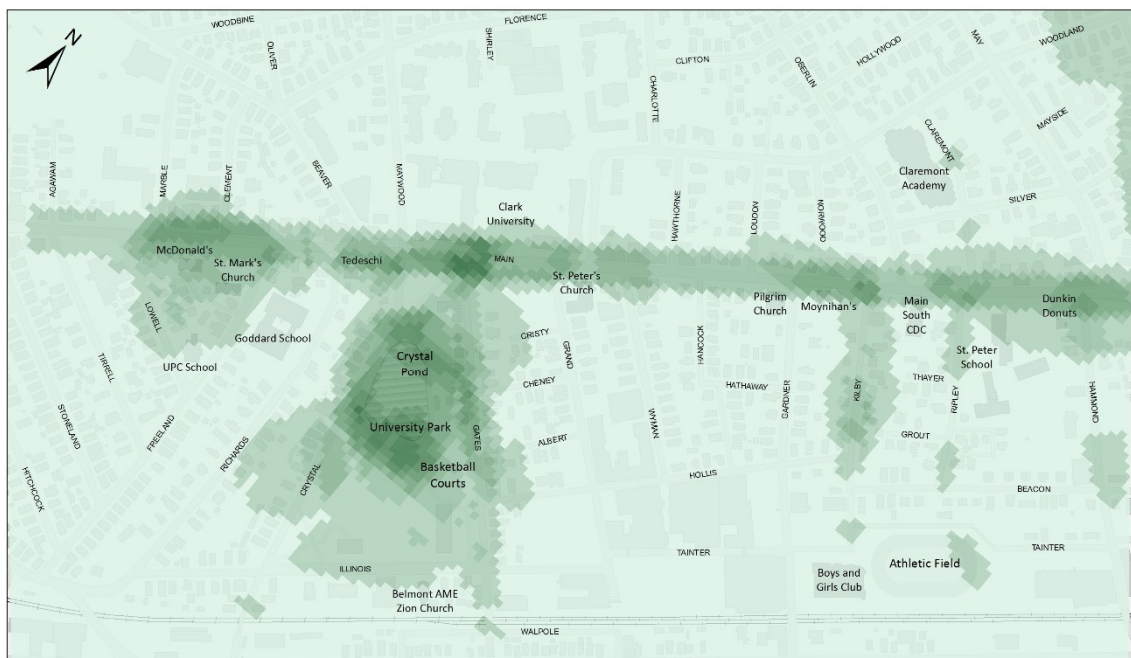 WOODBINE
FLORENCE
N
OLIVER
SHIRLEY
CLIFTON
OBERLIN
HOLLYWOOD
MAY
WOODLAND
CHARLOTTE
MAYSIDE
CLAREMONT
Claremont
Academy
AGAWAM
MARBLE
CLEMENT
BEAVER
MAYWOOD
SILVER
Clark
University
HAWTHORNE
LOUDON
NORWOOD
McDonald's
St. Mark's
Church
Tedeschi
MAIN
St. Peter's
Church
Pilgrim
Church
Moynihan's
Main
South
CDC
Dunkin
Donuts
LOWELL
Goddard School
UPC School
TIRRELL
Crystal
Pond
CRISTY
GRAND
CHENEY
HANCOCK
HATHAWAY
GARDNER
KILBY
THAYER
RIPLEY
St. Peter
School
HAMMOND
STONELAND
FREELAND
RICHARDS
University Park
GATES
ALBERT
WYMAN
GROUT
HITCHCOCK
CRYSTAL
Basketball
Courts
HOLLIS
BEACON
TAINTER
TAINTER
ILLINOIS
Boys and
Girls Club
Athletic Field
Belmont AME
Zion Church
WALPOLE